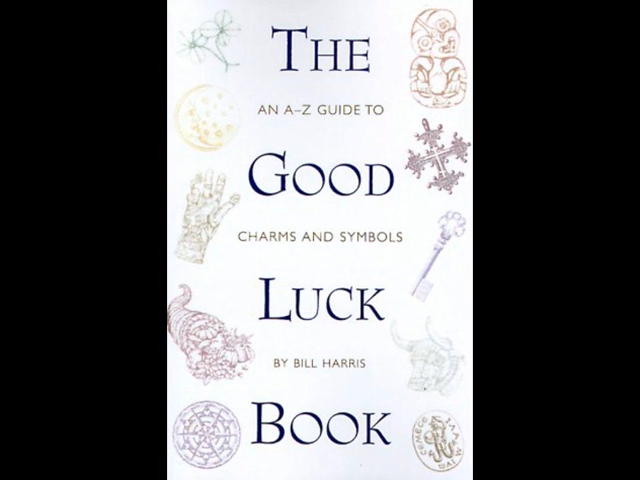 THE
AN A–Z GUIDE TO
GOOD
CHARMS AND SYMBOLS
LUCK
BY BILL HARRIS
BOOK